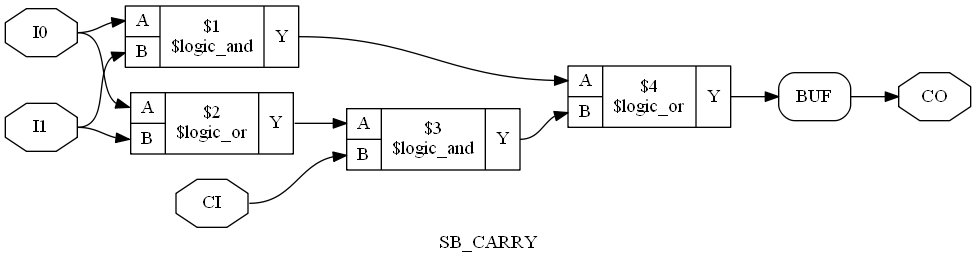 I0
A
$1
Y
B
$logic_and
I1
A
$2
Y
B
$logic_or
CI
A
$3
Y
B
$logic_and
A
$4
Y
B
$logic_or
BUF
CO
SB_CARRY